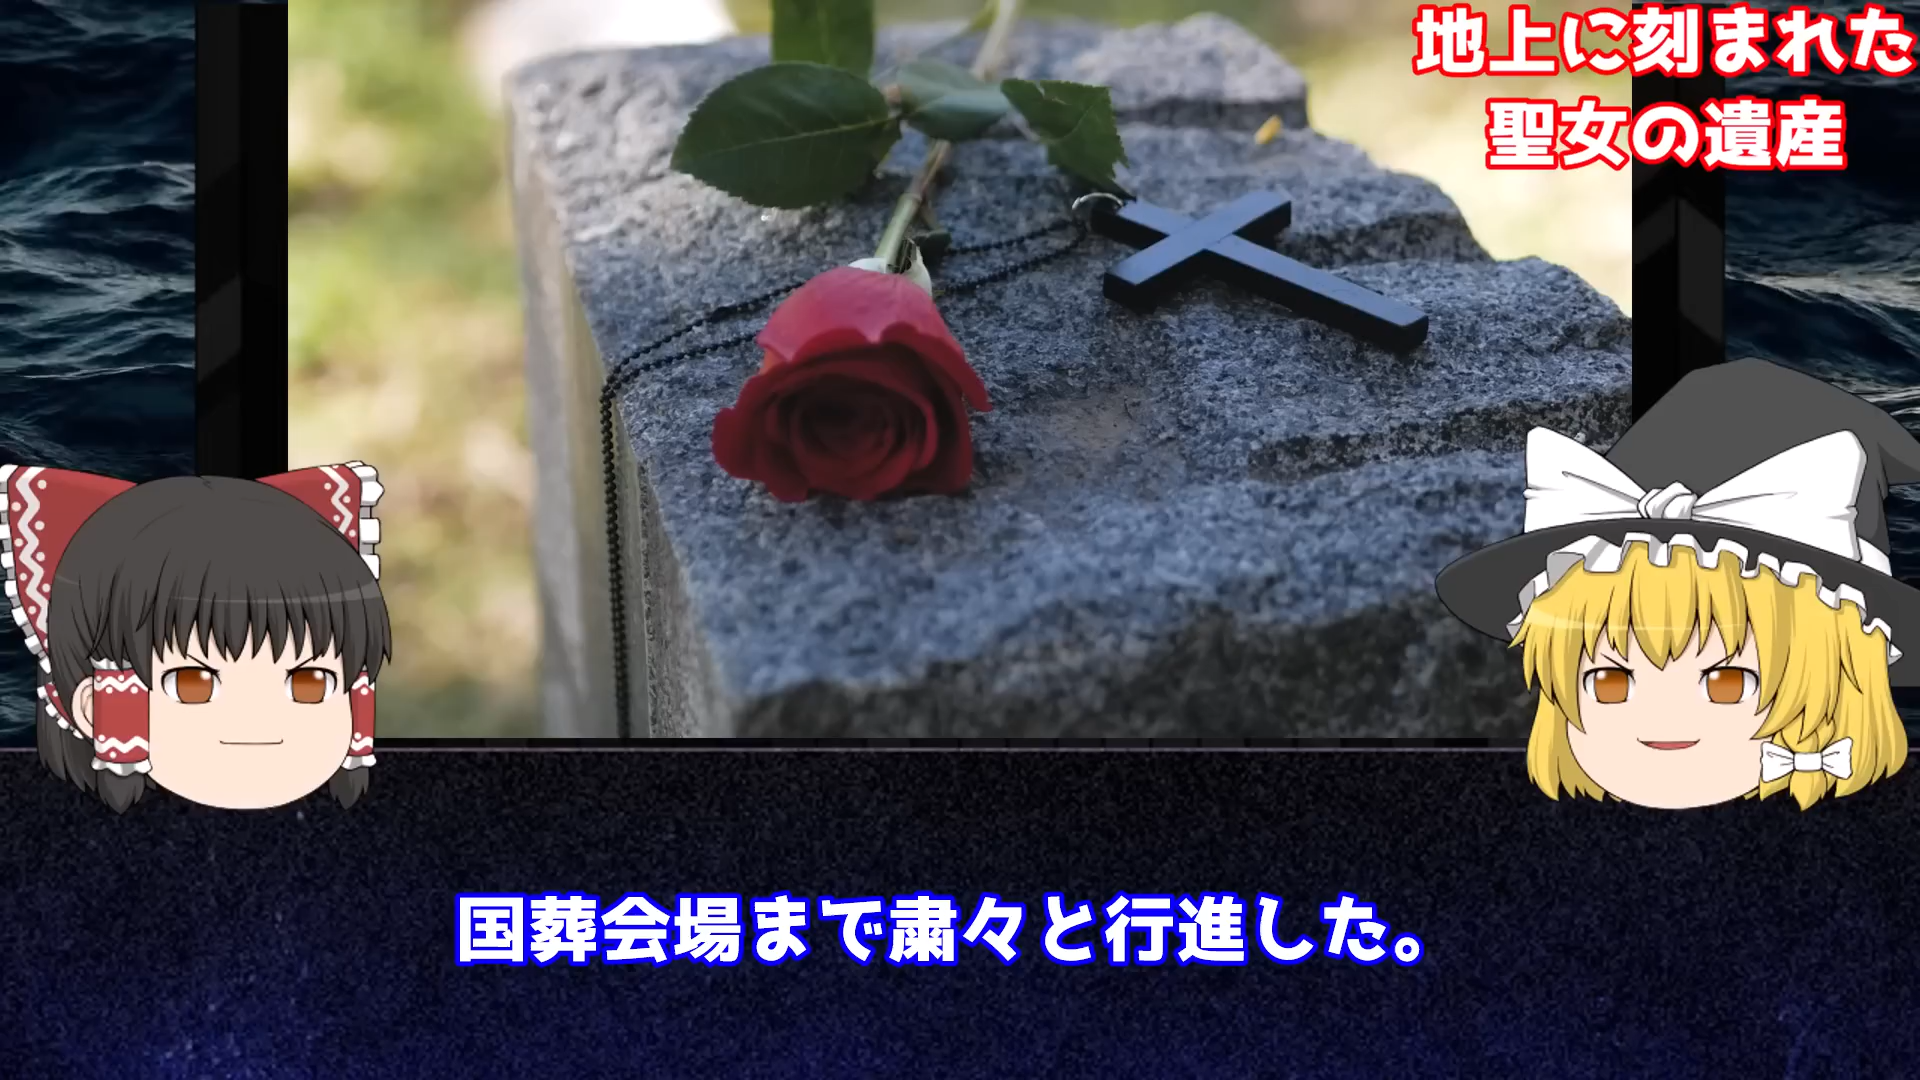 地上に刻まれた
聖女の遺産
国葬会場まで粛々と行進した。